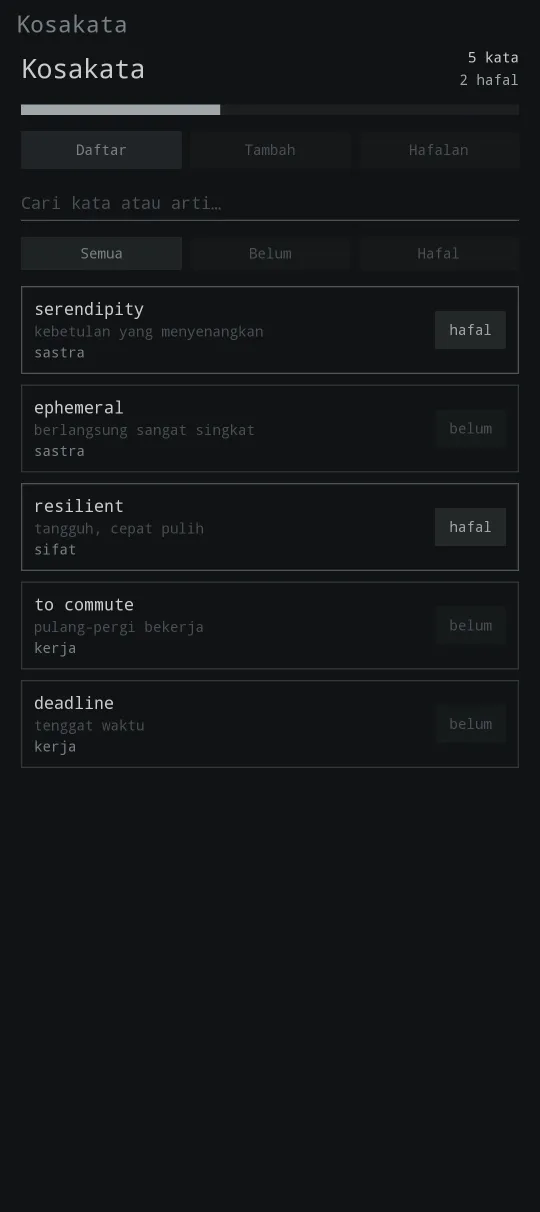 Kosakata
Kosakata
5 kata
2 hafal
Daftar
Tambah
Hafalan
Cari kata atau arti…
Semua
Belum
Hafal
serendipity
kebetulan yang menyenangkan
sastra
hafal
ephemeral
berlangsung sangat singkat
sastra
belum
resilient
tangguh, cepat pulih
sifat
hafal
to commute
pulang-pergi bekerja
kerja
belum
deadline
tenggat waktu
kerja
belum